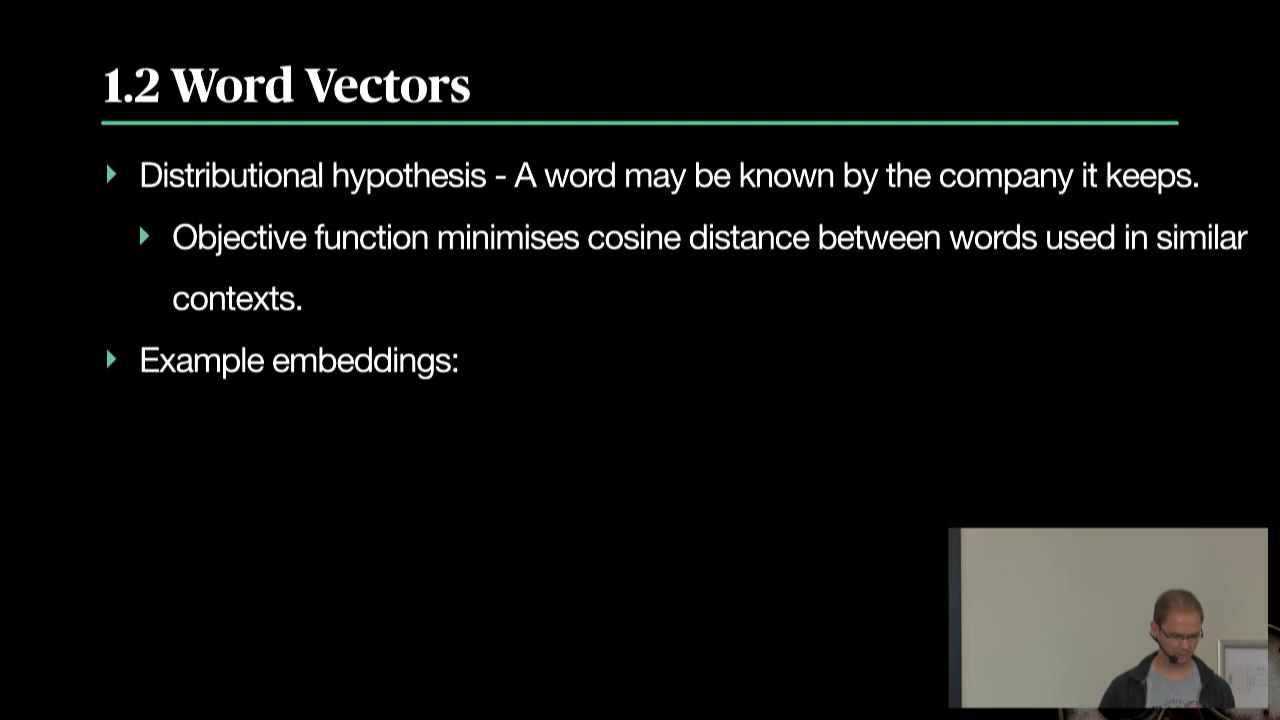 1.2 Word Vectors
Distributional hypothesis - A word may be known by the company it keeps.
Objective function minimises cosine distance between words used in similar
contexts.
Example embeddings: